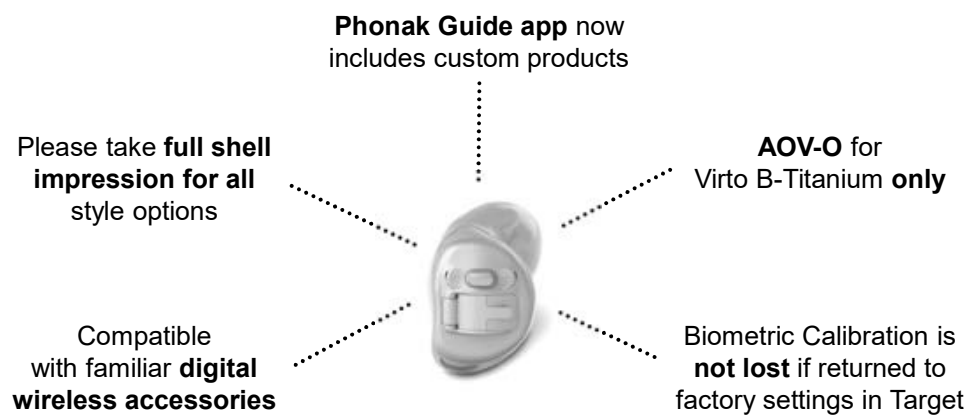 Phonak Guide app now
includes custom products
Please take full shell
impression for all
style options
AOV-O for
Virto B-Titanium only
Compatible
with familiar digital
wireless accessories
Biometric Calibration is
not lost if returned to
factory settings in Target